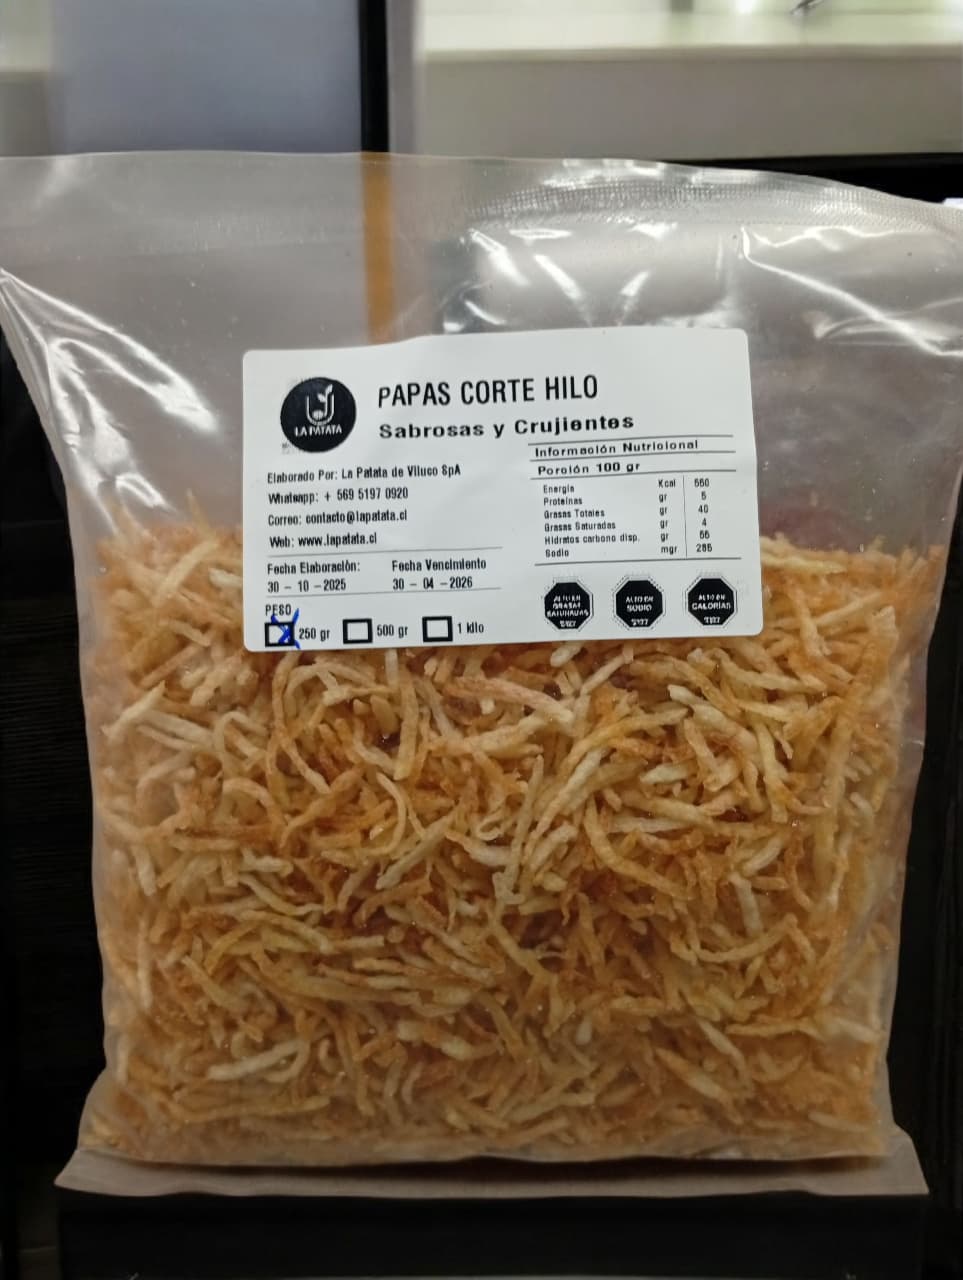 LA PATATA
PAPAS CORTE HILO
Sabrosas y Crujientes
Elaborado Por: La Patata de Viluco SpA
Whatsapp: + 569 5197 0920
Correo: contacto@lapatata.cl
Web: www.lapatata.cl
Fecha Elaboración: Fecha Vencimiento
30 - 10 - 2025 30 - 04 - 2026
PESO
250 gr 500 gr 1 kilo
Información Nutricional
Porción 100 gr
Energia Kcal 560
Proteinas gr 5
Grasas Totales gr 40
Grasas Saturadas gr 4
Hidratos carbono disp. gr 55
Sodio mgr 285
ALTO EN
GRASAS
SATURADAS
ALTO EN
SODIO
ALTO EN
CALORÍAS